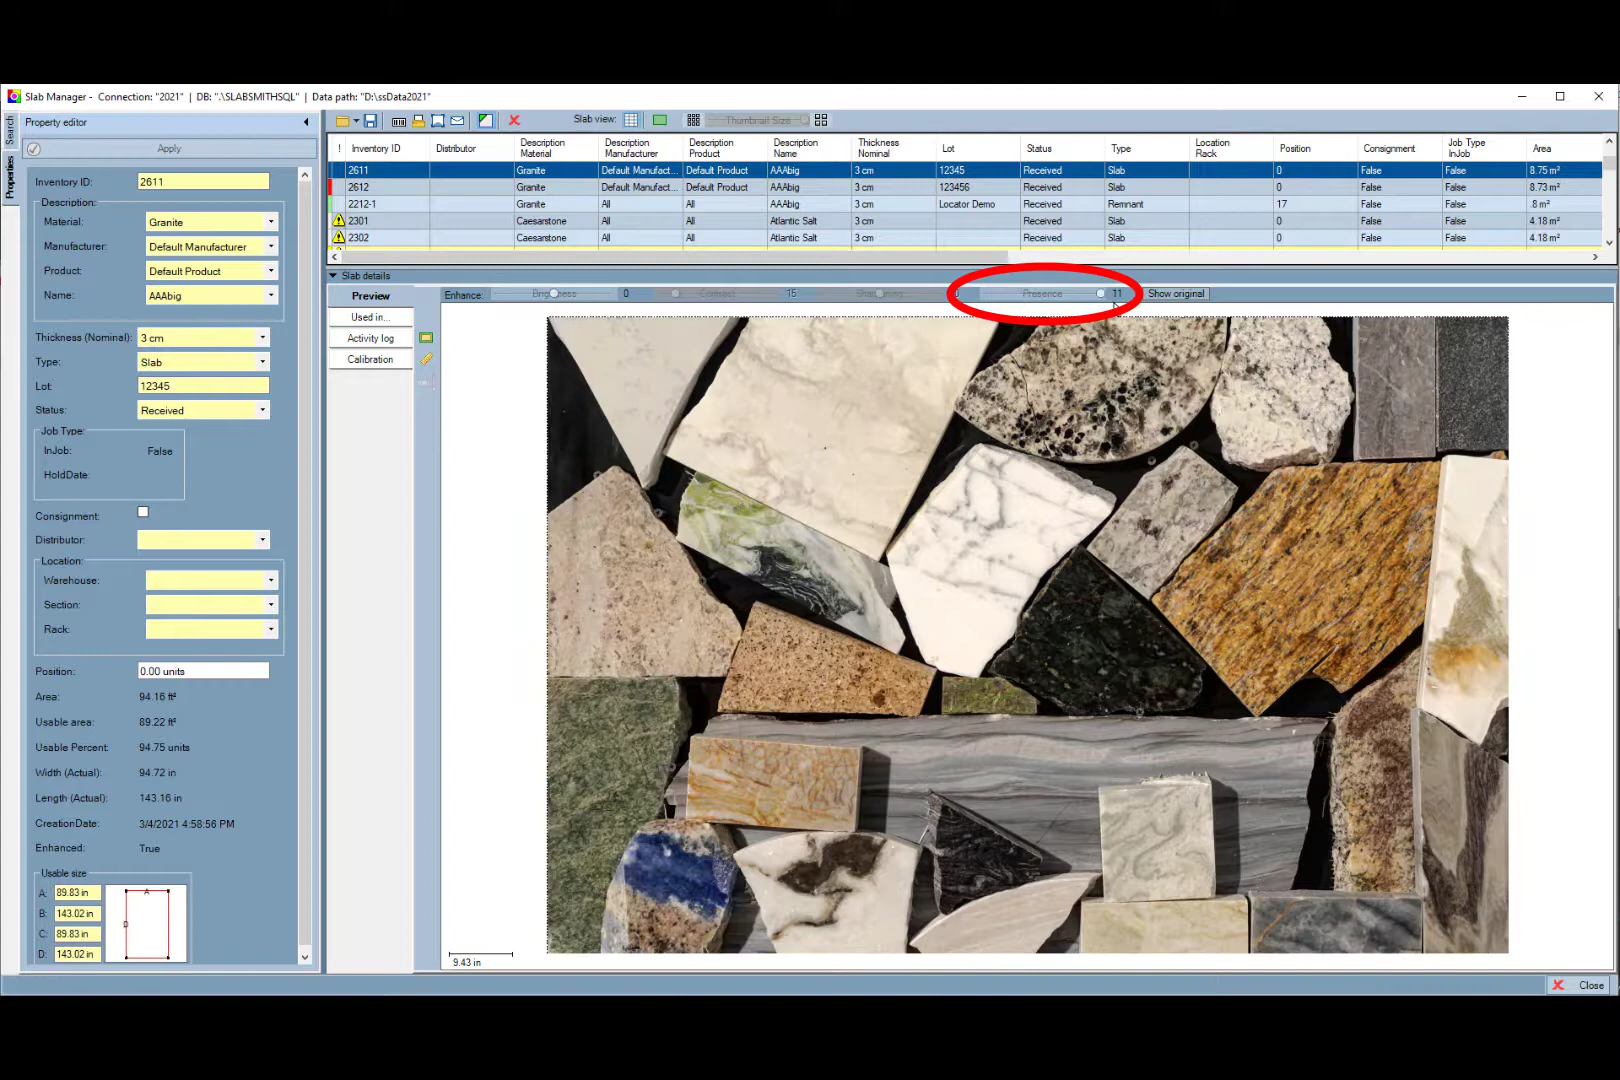 Slab Manager - Connection: "2021" | DB: ".\SLABSMITHSQL" | Data path: "D:\ssData2021"
Search
Properties
Property editor
Apply
Inventory ID: 2611
Description:
Material: Granite
Manufacturer: Default Manufacturer
Product: Default Product
Name: AAAbig
Thickness (Nominal): 3 cm
Type: Slab
Lot: 12345
Status: Received
Job Type:
InJob: False
HoldDate:
Consignment:
Distributor:
Location:
Warehouse:
Section:
Rack:
Position: 0.00 units
Area: 94.16 ft²
Usable area: 89.22 ft²
Usable Percent: 94.75 units
Width (Actual): 94.72 in
Length (Actual): 143.16 in
CreationDate: 3/4/2021 4:58:56 PM
Enhanced: True
Usable size
A: 89.83 in
B: 143.02 in
C: 89.83 in
D: 143.02 in
A
D
Slab view: Thumbnail Size
! Inventory ID Distributor Description Material Description Manufacturer Description Product Description Name Thickness Nominal Lot Status Type Location Rack Position Consignment Job Type InJob Area
2611 Granite Default Manufact... Default Product AAAbig 3 cm 12345 Received Slab 0 False False 8.75 m²
2612 Granite Default Manufact... Default Product AAAbig 3 cm 123456 Received Slab 0 False False 8.73 m²
2212-1 Granite All All AAAbig 3 cm Locator Demo Received Remnant 17 False False .8 m²
2301 Caesarstone All All Atlantic Salt 3 cm Received Slab 0 False False 4.18 m²
2302 Caesarstone All All Atlantic Salt 3 cm Received Slab 0 False False 4.18 m²
Slab details
Preview
Used in...
Activity log
Calibration
Enhance: Brightness 0 Contrast 15 Sharpening Presence 11 Show original
9.43 in
Close